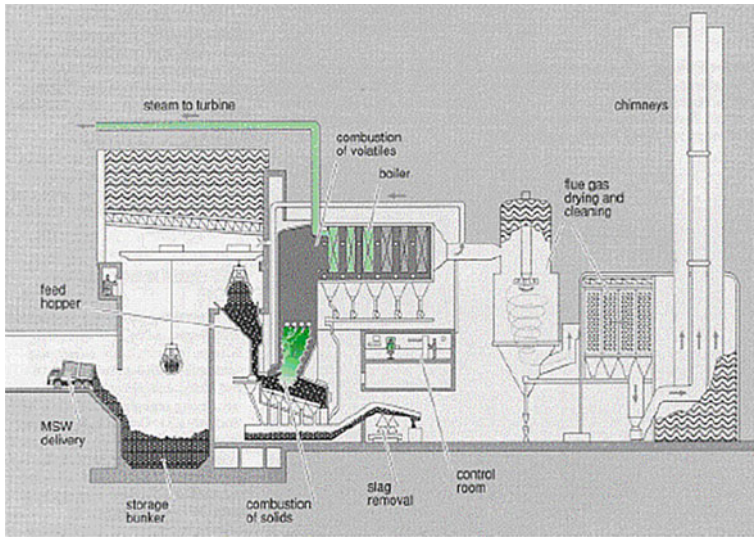 steam to turbine
chimneys
combustion
of volatiles
boiler
flue gas
drying and
cleaning
feed
hopper
MSW
delivery
storage
bunker
combustion
of solids
slag
removal
control
room